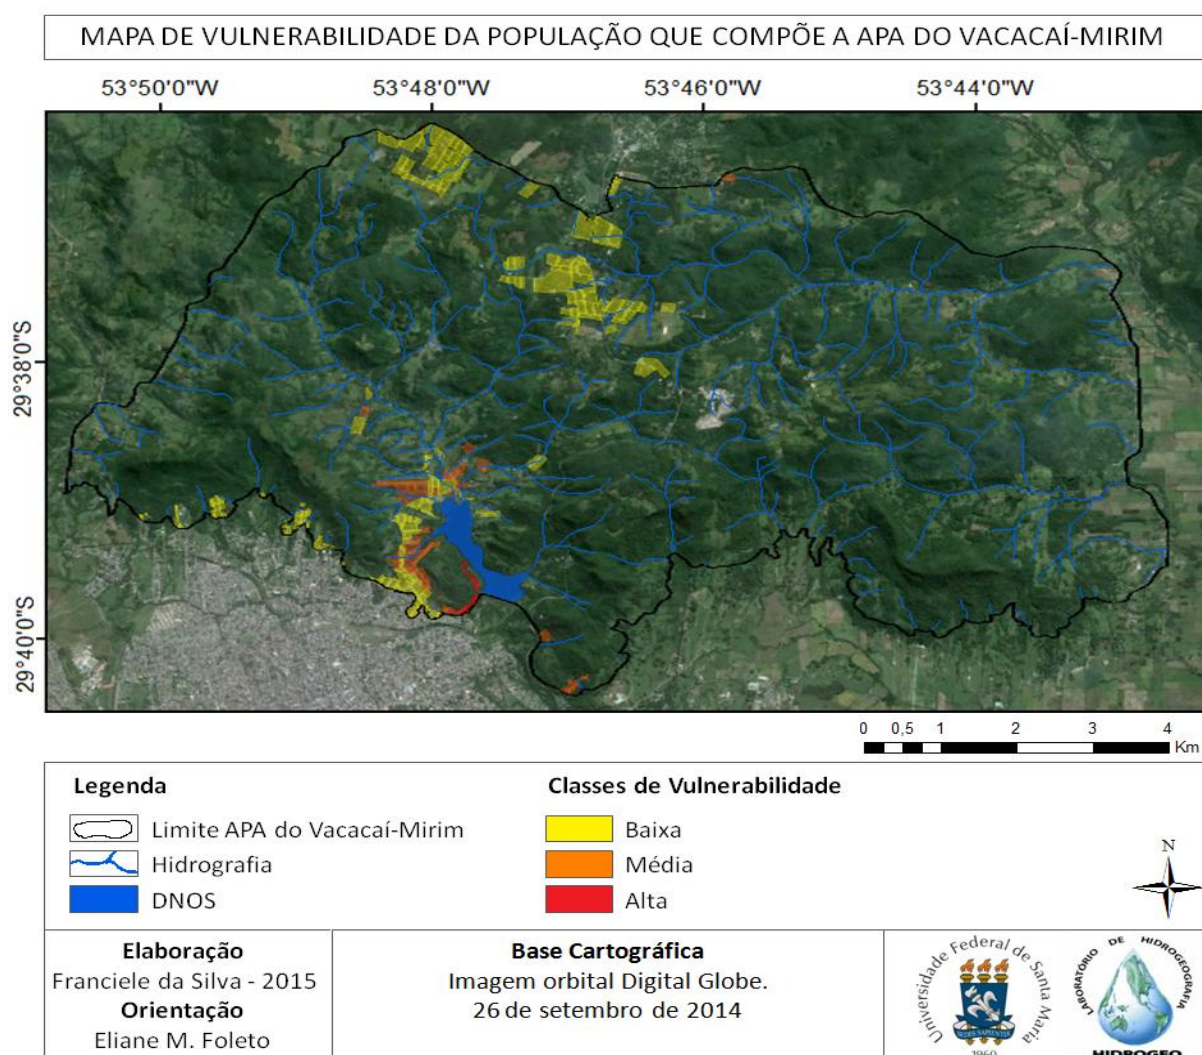 MAPA DE VULNERABILIDADE DA POPULAÇÃO QUE COMPÕE A APA DO VACACAÍ-MIRIM
53°50'0"W 53°48'0"W 53°46'0"W 53°44'0"W
29°38'0"S
29°40'0"S
0 0,5 1 2 3 4
Km
Legenda
Limite APA do Vacacaí-Mirim
Hidrografia
DNOS
Classes de Vulnerabilidade
Baixa
Média
Alta
N
Elaboração
Franciele da Silva - 2015
Orientação
Eliane M. Foleto
Base Cartográfica
Imagem orbital Digital Globe.
26 de setembro de 2014
Universidade Federal de Santa Maria
SEDES SAPIENTIAE
1960
LABORATÓRIO DE HIDROGEOGRAFIA
HIDROGEO